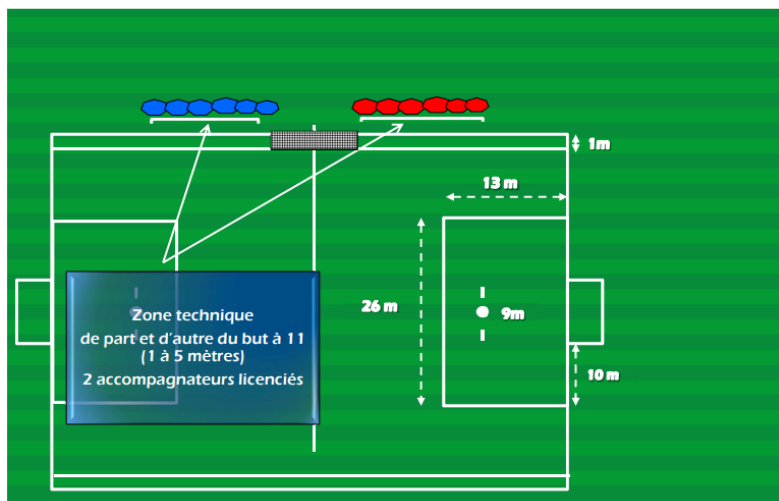 1m
13 m
26 m
9m
10 m
Zone technique
de part et d'autre du but à 11
(1 à 5 mètres)
2 accompagnateurs licenciés